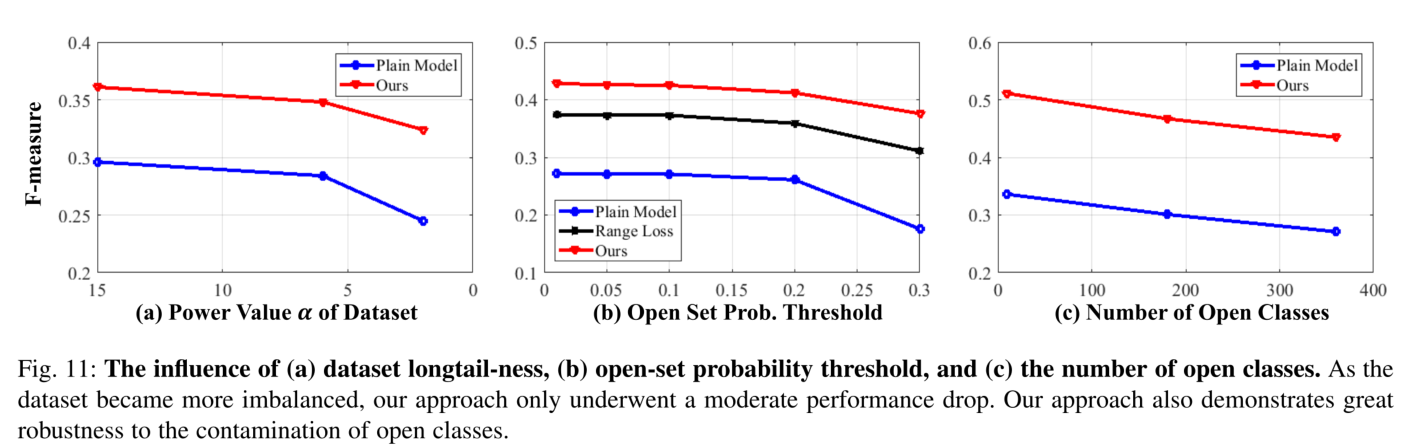 0.4
0.35
0.3
0.25
0.2
15
10
5
0
F-measure
Plain Model
Ours
(a) Power Value α of Dataset
0.5
0.4
0.3
0.2
0.1
0
0.05
0.1
0.15
0.2
0.25
0.3
Plain Model
Range Loss
Ours
(b) Open Set Prob. Threshold
0.6
0.5
0.4
0.3
0.2
0
100
200
300
400
Plain Model
Ours
(c) Number of Open Classes
Fig. 11: The influence of (a) dataset longtail-ness, (b) open-set probability threshold, and (c) the number of open classes. As the
dataset became more imbalanced, our approach only underwent a moderate performance drop. Our approach also demonstrates great
robustness to the contamination of open classes.